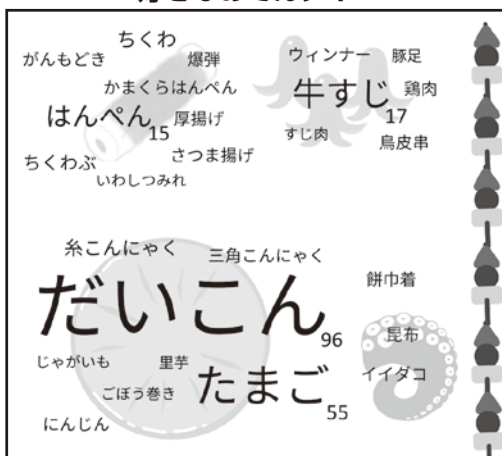 ちくわ
がんもどき
爆弾
かまくらはんぺん
はんぺん
15
厚揚げ
ちくわぶ
さつま揚げ
いわしつみれ
ウィンナー
豚足
牛すじ
17
鶏肉
すじ肉
鳥皮串
糸こんにゃく
三角こんにゃく
だいこん
96
じゃがいも
里芋
ごぼう巻き
たまご
55
にんじん
餅巾着
昆布
イイダコ